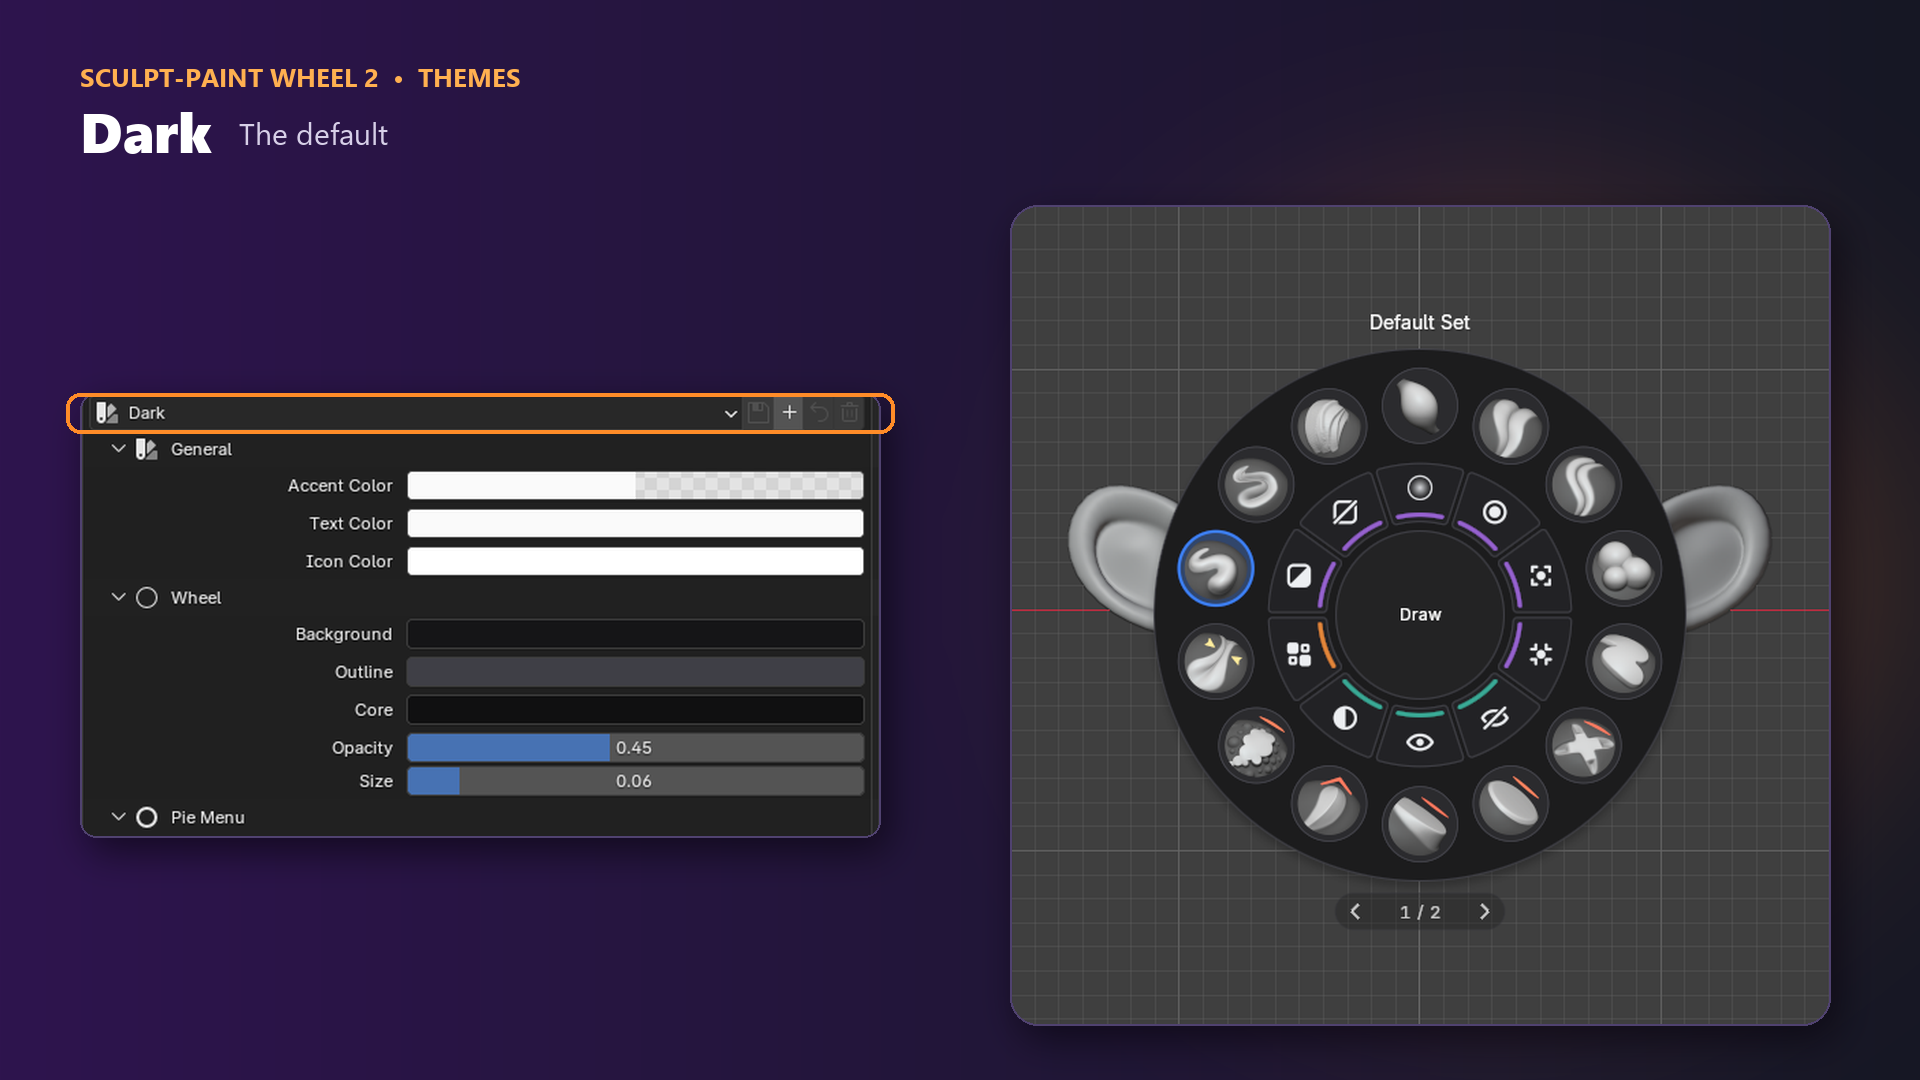 SCULPT-PAINT WHEEL 2 • THEMES
Dark The default
Dark
General
Accent Color
Text Color
Icon Color
Wheel
Background
Outline
Core
Opacity 0.45
Size 0.06
Pie Menu
Default Set
Draw
1 / 2